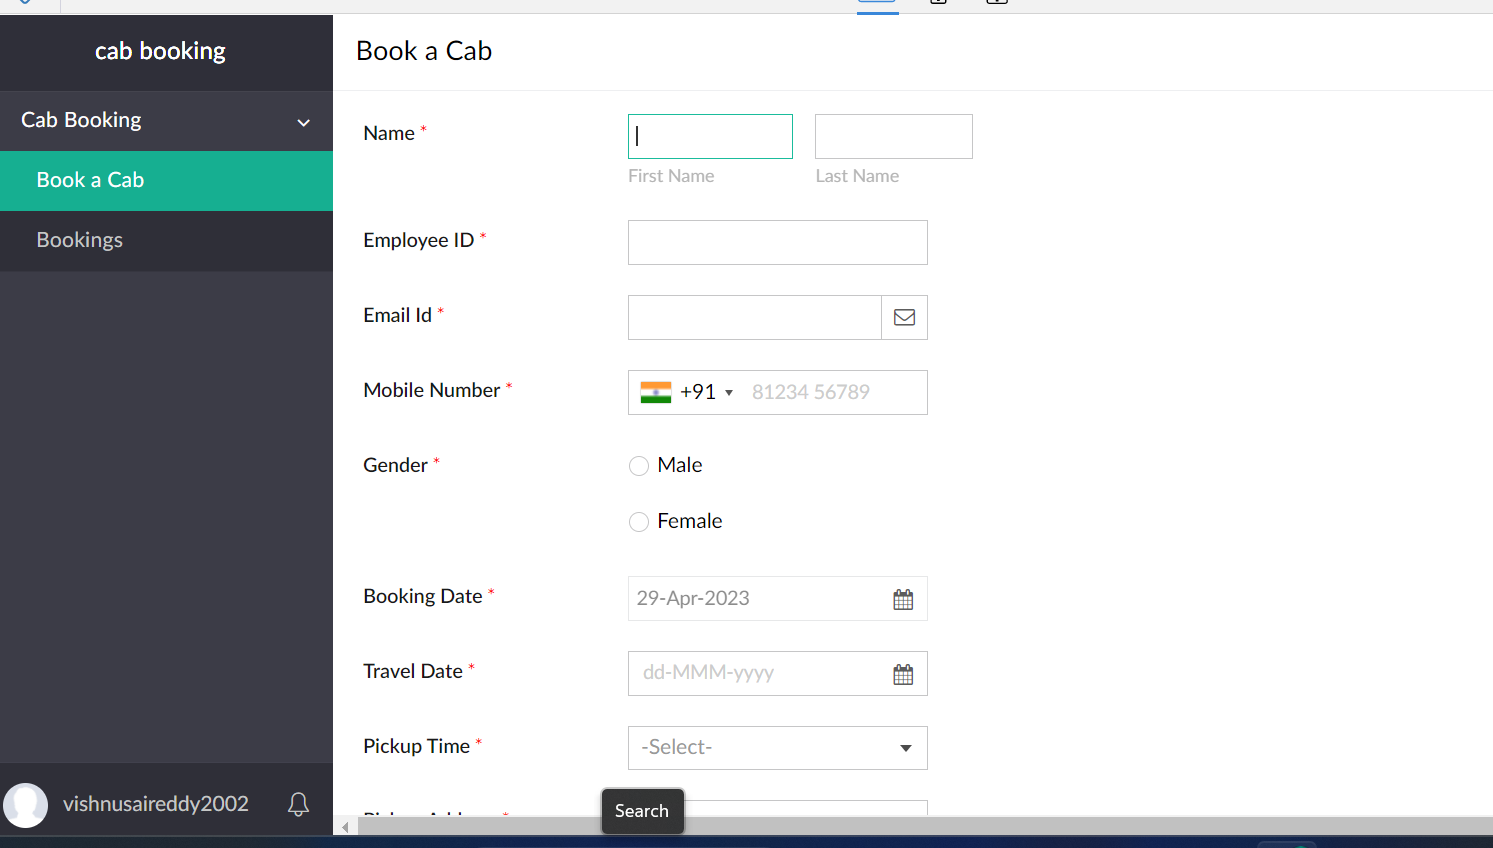 cab booking
Book a Cab
Cab Booking
Book a Cab
Bookings
Name *
First Name
Last Name
Employee ID *
Email Id *
Mobile Number *
+91 81234 56789
Gender *
Male
Female
Booking Date *
29-Apr-2023
Travel Date *
dd-MMM-yyyy
Pickup Time *
-Select-
Search
vishnusaireddy2002